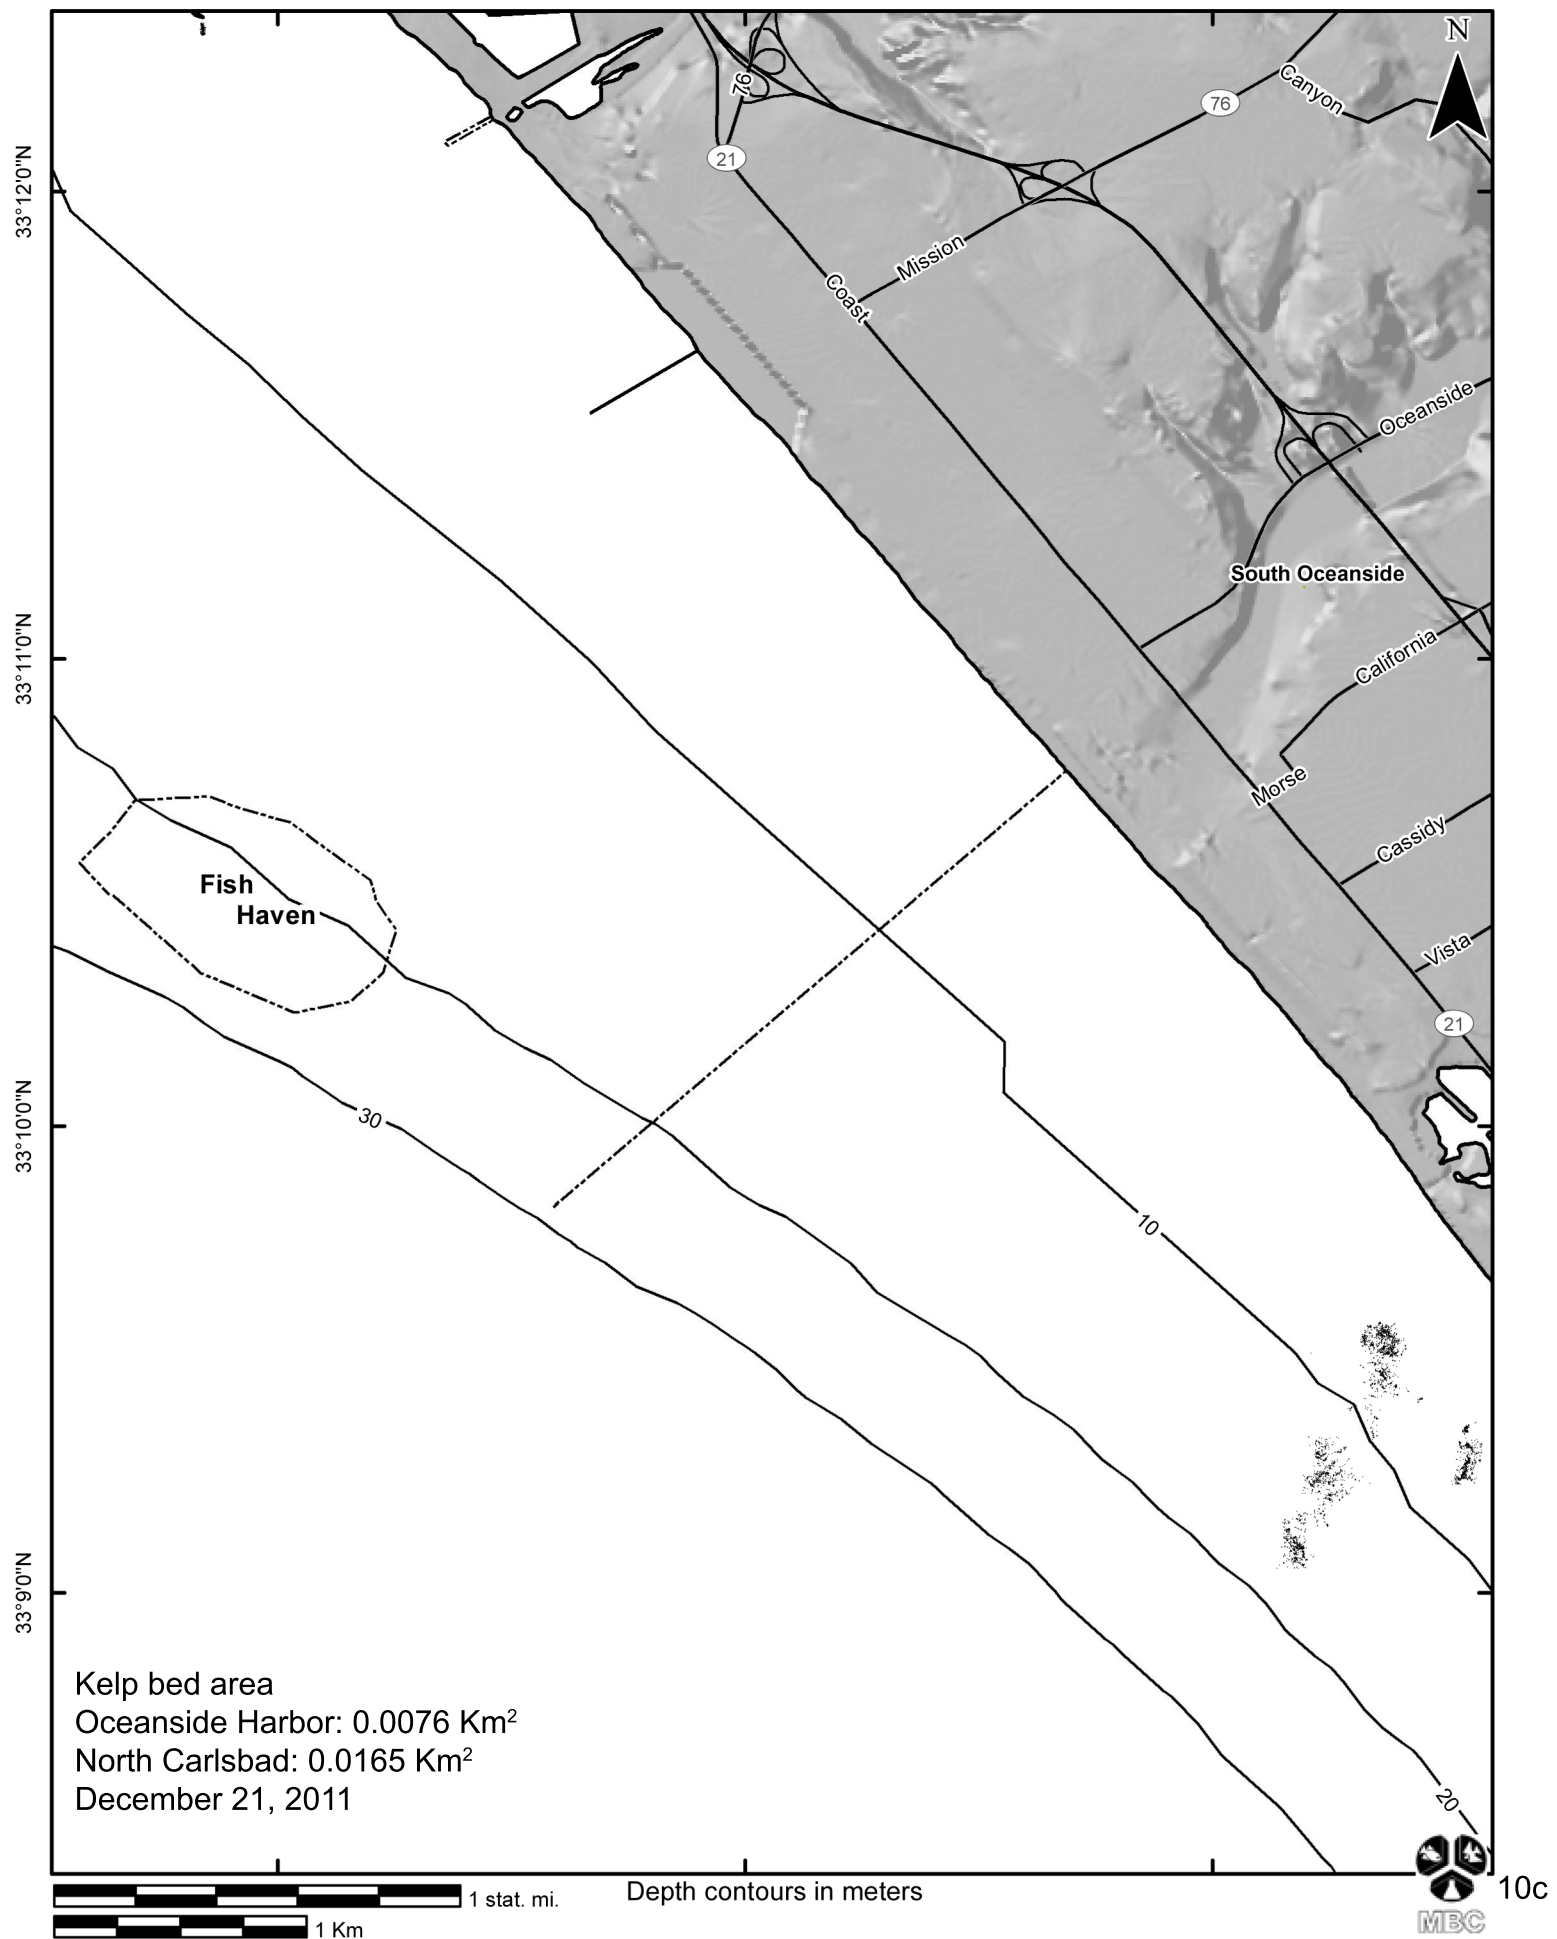 N
Canyon
76
76
21
33°12'0"N
Mission
Coast
Oceanside
South Oceanside
33°11'0"N
California
Morse
Cassidy
Fish
Haven
Vista
21
33°10'0"N
30
10
33°9'0"N
Kelp bed area
Oceanside Harbor: 0.0076 Km²
North Carlsbad: 0.0165 Km²
December 21, 2011
20
1 stat. mi.
Depth contours in meters
10c
MBC
1 Km